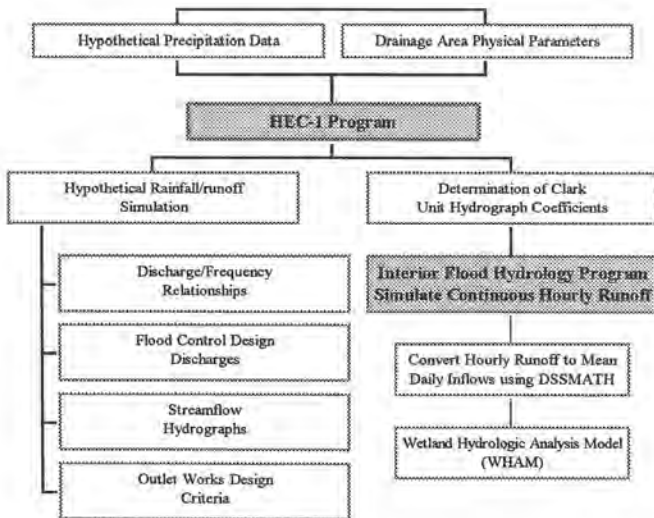 Hypothetical Precipitation Data
Drainage Area Physical Parameters
HEC-1 Program
Hypothetical Rainfall/runoff
Simulation
Determination of Clark
Unit Hydrograph Coefficients
Discharge/Frequency
Relationships
Flood Control Design
Discharges
Streamflow
Hydrographs
Outlet Works Design
Criteria
Interior Flood Hydrology Program
Simulate Continuous Hourly Runoff
Convert Hourly Runoff to Mean
Daily Inflows using DSSMATH
Wetland Hydrologic Analysis Model
(WHAM)